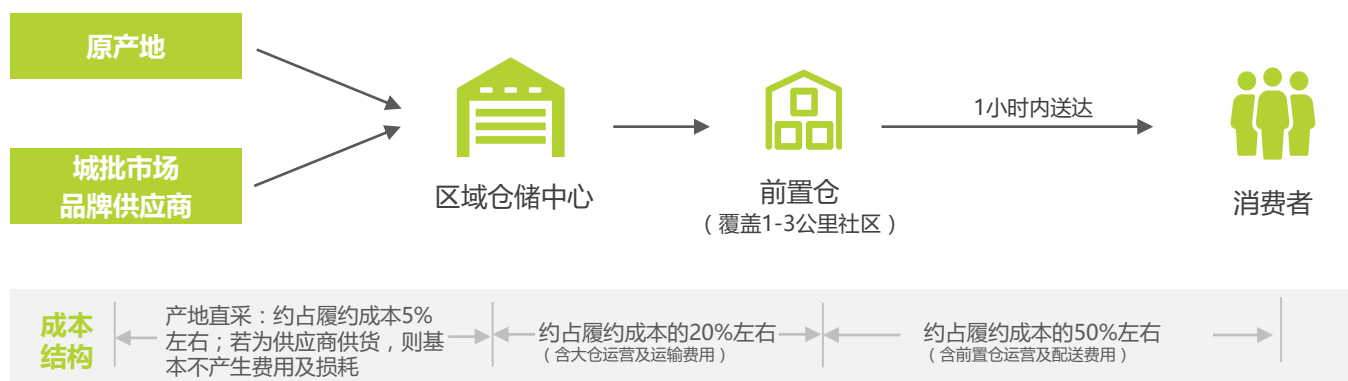 原产地
城批市场
品牌供应商
区域仓储中心
前置仓
（覆盖1-3公里社区）
1小时内送达
消费者
成本
结构
产地直采：约占履约成本5%
左右；若为供应商供货，则基
本不产生费用及损耗
约占履约成本的20%左右
（含大仓运营及运输费用）
约占履约成本的50%左右
（含前置仓运营及配送费用）